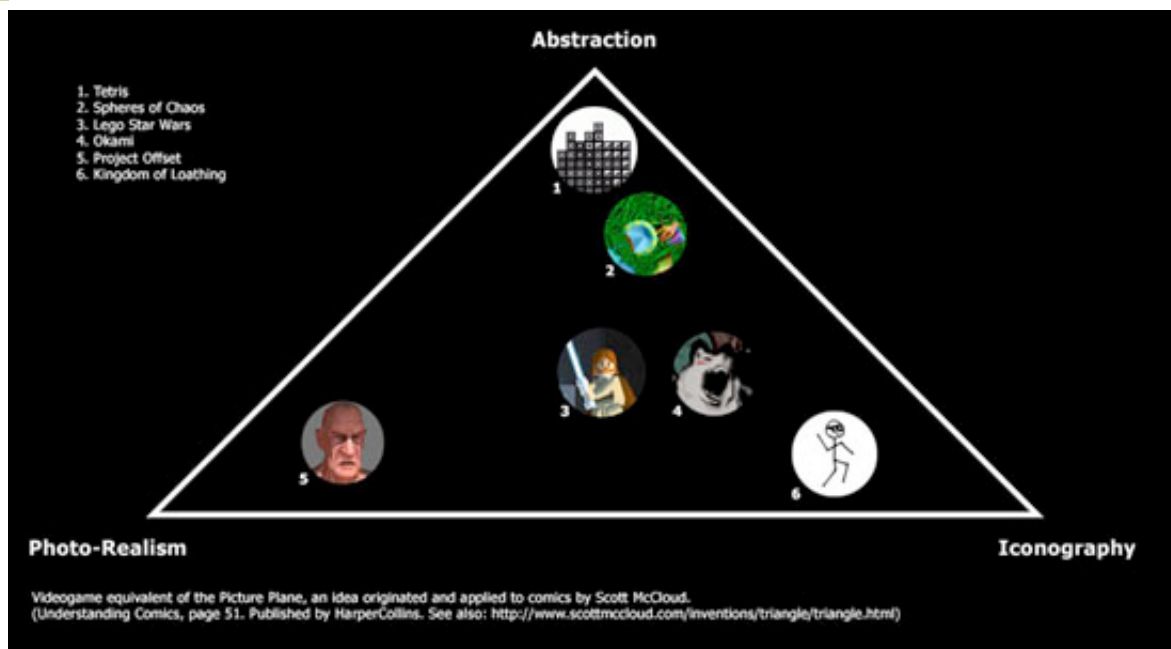 Abstraction
1. Tetris
2. Spheres of Chaos
3. Lego Star Wars
4. Okami
5. Project Offset
6. Kingdom of Loathing
1
2
3
4
5
6
Photo-Realism
Iconography
Videogame equivalent of the Picture Plane, an idea originated and applied to comics by Scott McCloud.
(Understanding Comics, page 51. Published by HarperCollins. See also: http://www.scottmccloud.com/inventions/triangle/triangle.html)